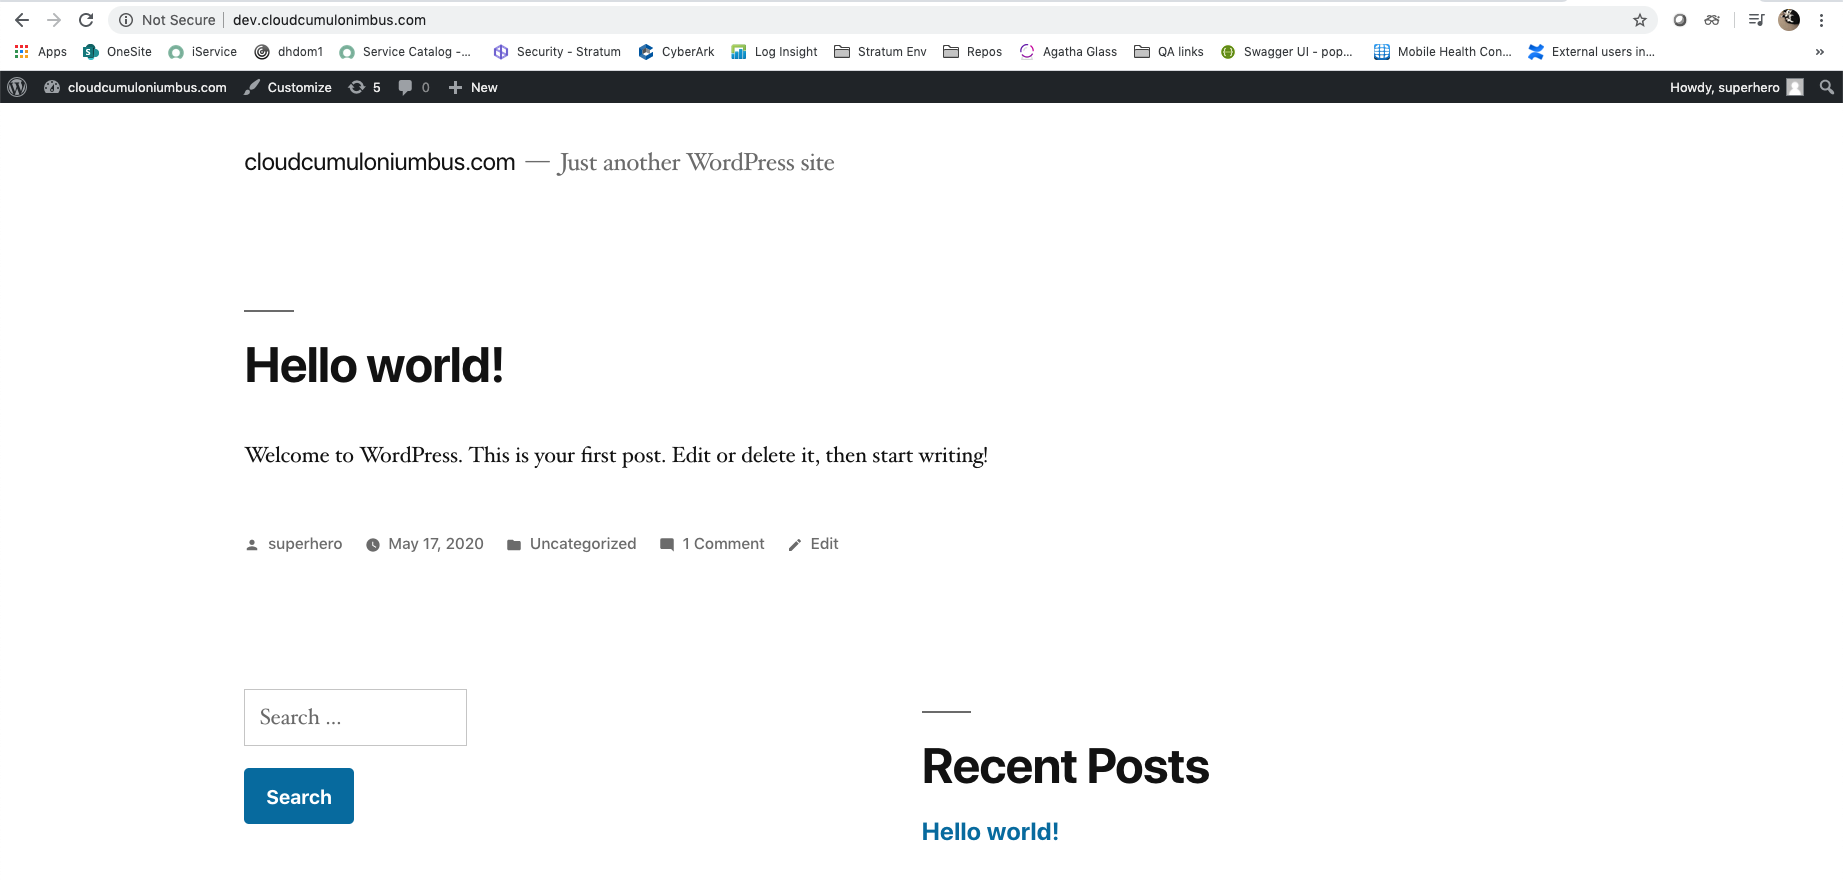 Not Secure dev.cloudcumulonimbus.com
Apps OneSite iService dhdom1 Service Catalog -... Security - Stratum CyberArk Log Insight Stratum Env Repos Agatha Glass QA links Swagger UI - pop... Mobile Health Con... External users in... »
cloudcumuloniumbus.com Customize 5 0 New Howdy, superhero
cloudcumuloniumbus.com — Just another WordPress site
Hello world!
Welcome to WordPress. This is your first post. Edit or delete it, then start writing!
superhero May 17, 2020 Uncategorized 1 Comment Edit
Search ...
Search
Recent Posts
Hello world!